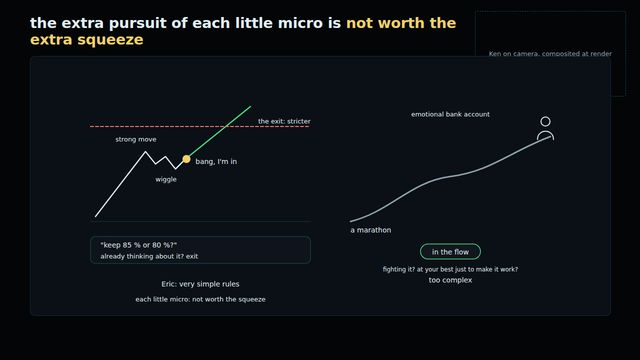 the extra pursuit of each little micro is not worth the
extra squeeze
Ken on camera, composited at render
the exit: stricter
strong move
bang, I'm in
wiggle
"keep 85 % or 80 %?"
already thinking about it? exit
Eric: very simple rules
each little micro: not worth the squeeze
emotional bank account
a marathon
in the flow
fighting it? at your best just to make it work?
too complex